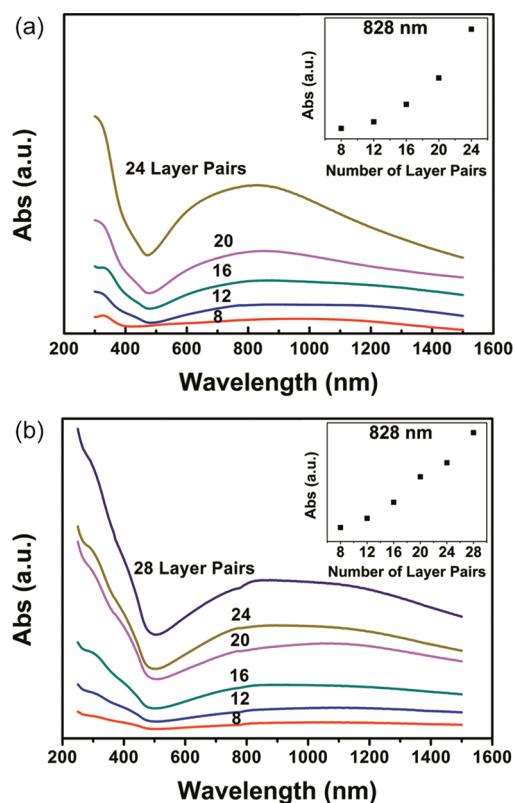 (a)
828 nm
Abs (a.u.)
8 12 16 20 24
Number of Layer Pairs
24 Layer Pairs
20
16
12
8
Abs (a.u.)
200 400 600 800 1000 1200 1400 1600
Wavelength (nm)
(b)
828 nm
Abs (a.u.)
8 12 16 20 24 28
Number of Layer Pairs
28 Layer Pairs
24
20
16
12
8
Abs (a.u.)
200 400 600 800 1000 1200 1400 1600
Wavelength (nm)